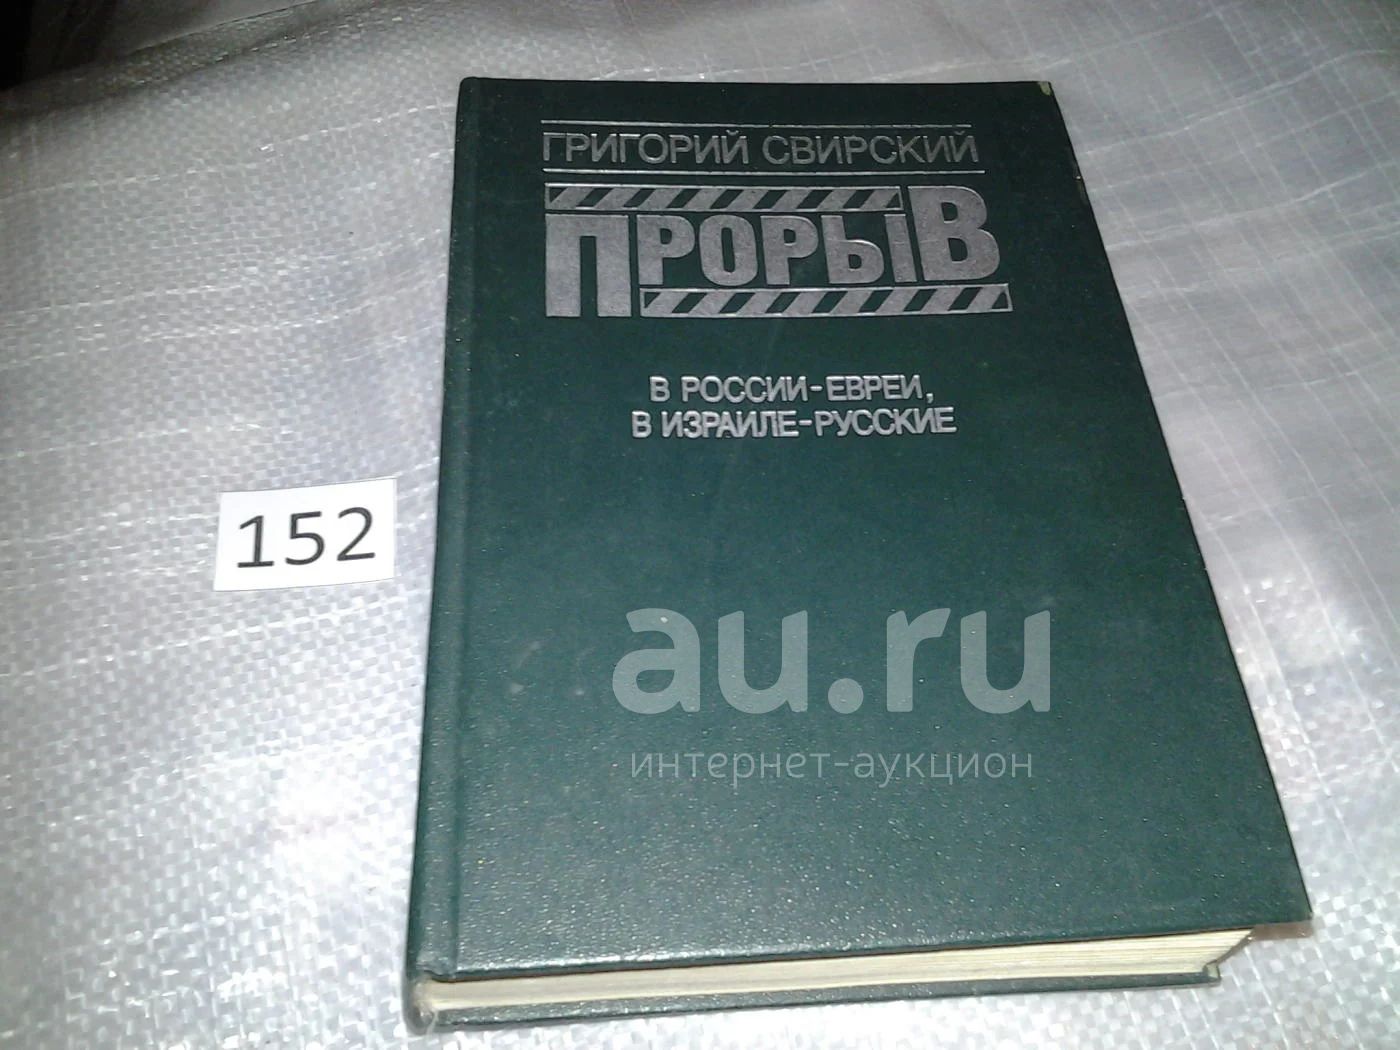 ГРИГОРИЙ СВИРСКИЙ
ПРОРЫВ
В РОССИИ-ЕВРЕИ,
В ИЗРАИЛЕ-РУССКИЕ
152
au.ru
интернет-аукцион